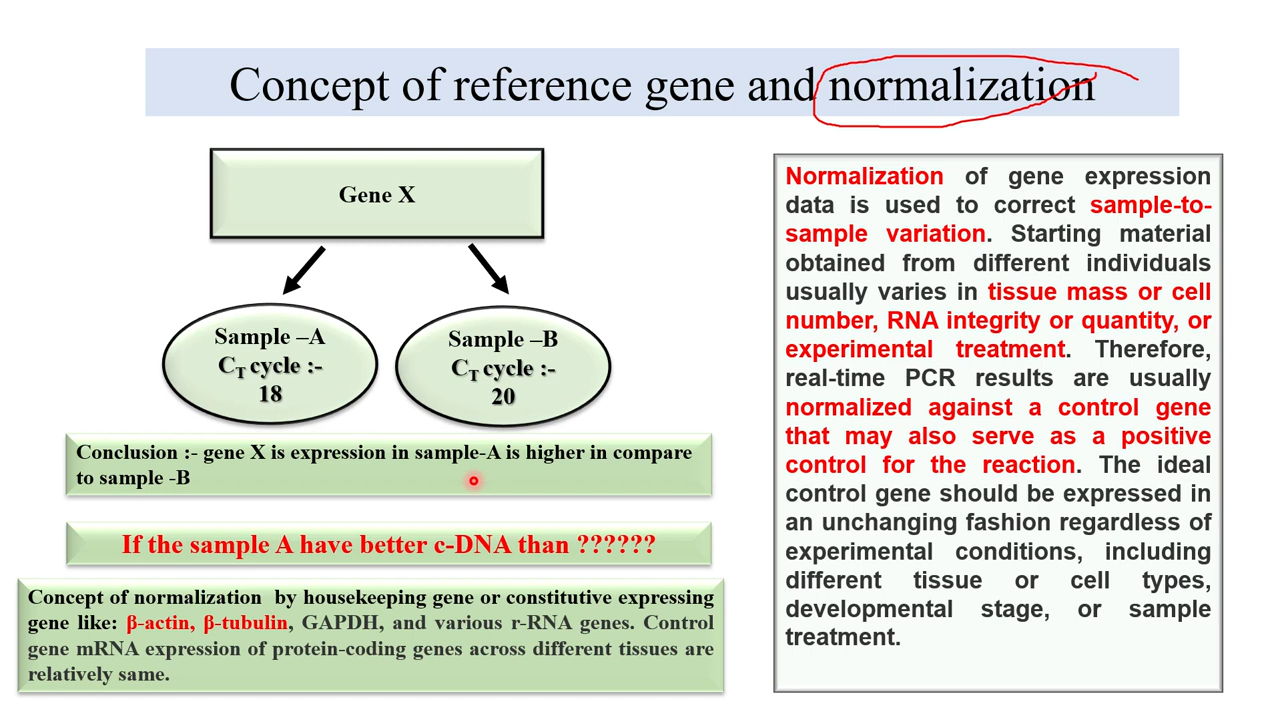 Concept of reference gene and normalization
Gene X
Sample –A
CT cycle :-
18
Sample –B
CT cycle :-
20
Conclusion :- gene X is expression in sample-A is higher in compare
to sample -B
If the sample A have better c-DNA than ??????
Concept of normalization by housekeeping gene or constitutive expressing
gene like: β-actin, β-tubulin, GAPDH, and various r-RNA genes. Control
gene mRNA expression of protein-coding genes across different tissues are
relatively same.
Normalization of gene expression
data is used to correct sample-to-
sample variation. Starting material
obtained from different individuals
usually varies in tissue mass or cell
number, RNA integrity or quantity, or
experimental treatment. Therefore,
real-time PCR results are usually
normalized against a control gene
that may also serve as a positive
control for the reaction. The ideal
control gene should be expressed in
an unchanging fashion regardless of
experimental conditions, including
different tissue or cell types,
developmental stage, or sample
treatment.